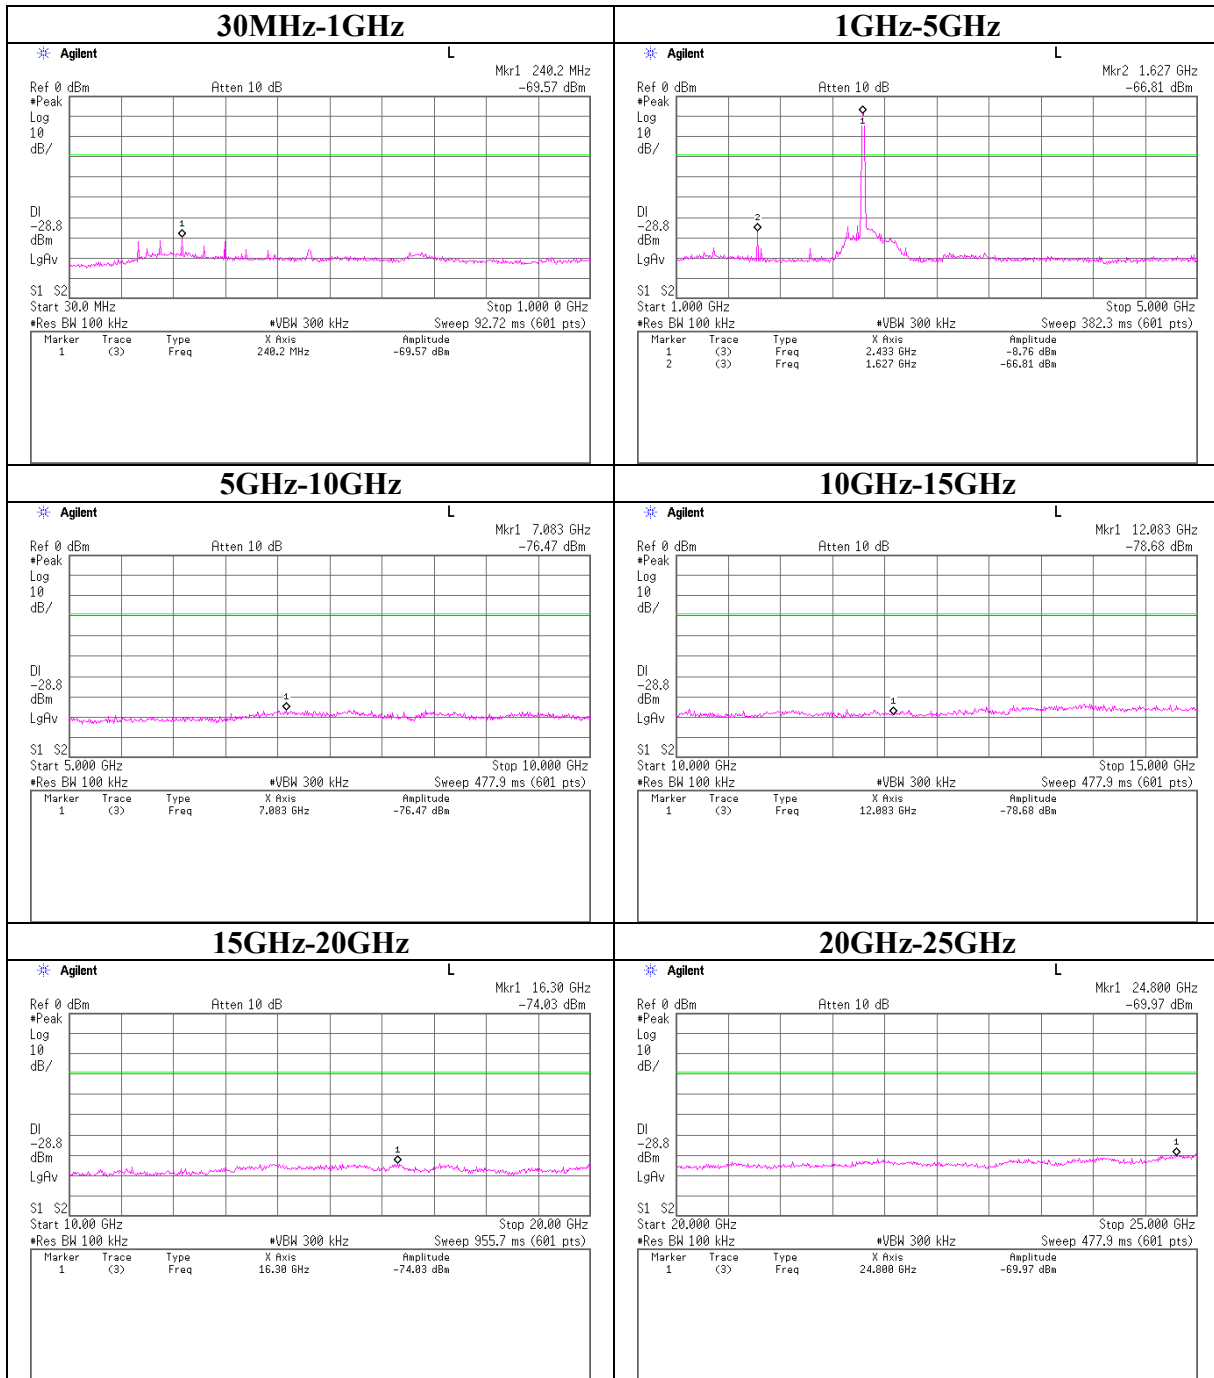 30MHz-1GHz
Agilent L
Mkr1 240.2 MHz
Ref 0 dBm Atten 10 dB -69.57 dBm
#Peak
Log
10
dB/
1
DI
-28.8
dBm
LgAv
S1 S2
Start 30.0 MHz Stop 1.000 0 GHz
#Res BW 100 kHz #VBW 300 kHz Sweep 92.72 ms (601 pts)
Marker Trace Type X Axis Amplitude
1 (3) Freq 240.2 MHz -69.57 dBm
1GHz-5GHz
Agilent L
Mkr2 1.627 GHz
Ref 0 dBm Atten 10 dB -66.81 dBm
#Peak
Log
10
dB/
1
2
DI
-28.8
dBm
LgAv
S1 S2
Start 1.000 GHz Stop 5.000 GHz
#Res BW 100 kHz #VBW 300 kHz Sweep 382.3 ms (601 pts)
Marker Trace Type X Axis Amplitude
1 (3) Freq 2.433 GHz -8.76 dBm
2 (3) Freq 1.627 GHz -66.81 dBm
5GHz-10GHz
Agilent L
Mkr1 7.083 GHz
Ref 0 dBm Atten 10 dB -76.47 dBm
#Peak
Log
10
dB/
DI
-28.8
dBm
1
LgAv
S1 S2
Start 5.000 GHz Stop 10.000 GHz
#Res BW 100 kHz #VBW 300 kHz Sweep 477.9 ms (601 pts)
Marker Trace Type X Axis Amplitude
1 (3) Freq 7.083 GHz -76.47 dBm
10GHz-15GHz
Agilent L
Mkr1 12.083 GHz
Ref 0 dBm Atten 10 dB -78.68 dBm
#Peak
Log
10
dB/
DI
-28.8
dBm
1
LgAv
S1 S2
Start 10.000 GHz Stop 15.000 GHz
#Res BW 100 kHz #VBW 300 kHz Sweep 477.9 ms (601 pts)
Marker Trace Type X Axis Amplitude
1 (3) Freq 12.083 GHz -78.68 dBm
15GHz-20GHz
Agilent L
Mkr1 16.30 GHz
Ref 0 dBm Atten 10 dB -74.03 dBm
#Peak
Log
10
dB/
DI
-28.8
dBm
1
LgAv
S1 S2
Start 10.00 GHz Stop 20.00 GHz
#Res BW 100 kHz #VBW 300 kHz Sweep 955.7 ms (601 pts)
Marker Trace Type X Axis Amplitude
1 (3) Freq 16.30 GHz -74.03 dBm
20GHz-25GHz
Agilent L
Mkr1 24.800 GHz
Ref 0 dBm Atten 10 dB -69.97 dBm
#Peak
Log
10
dB/
DI
-28.8
dBm
1
LgAv
S1 S2
Start 20.000 GHz Stop 25.000 GHz
#Res BW 100 kHz #VBW 300 kHz Sweep 477.9 ms (601 pts)
Marker Trace Type X Axis Amplitude
1 (3) Freq 24.800 GHz -69.97 dBm